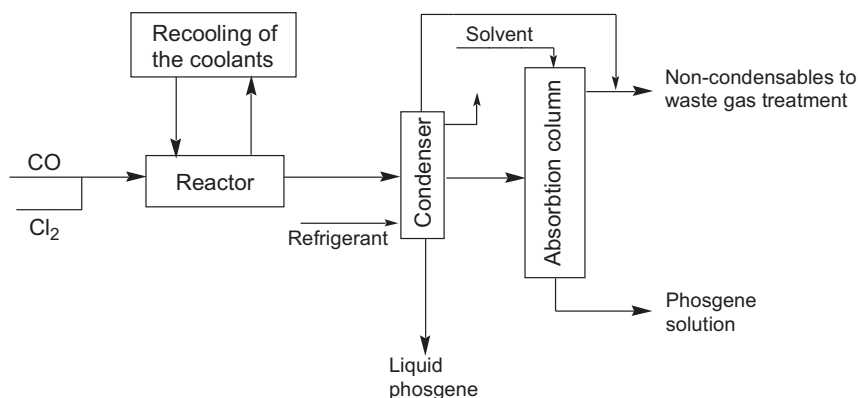 Recooling of
the coolants
Solvent
Non-condensables to
waste gas treatment
CO
Cl₂
Reactor
Condenser
Absorbtion column
Refrigerant
Phosgene
solution
Liquid
phosgene